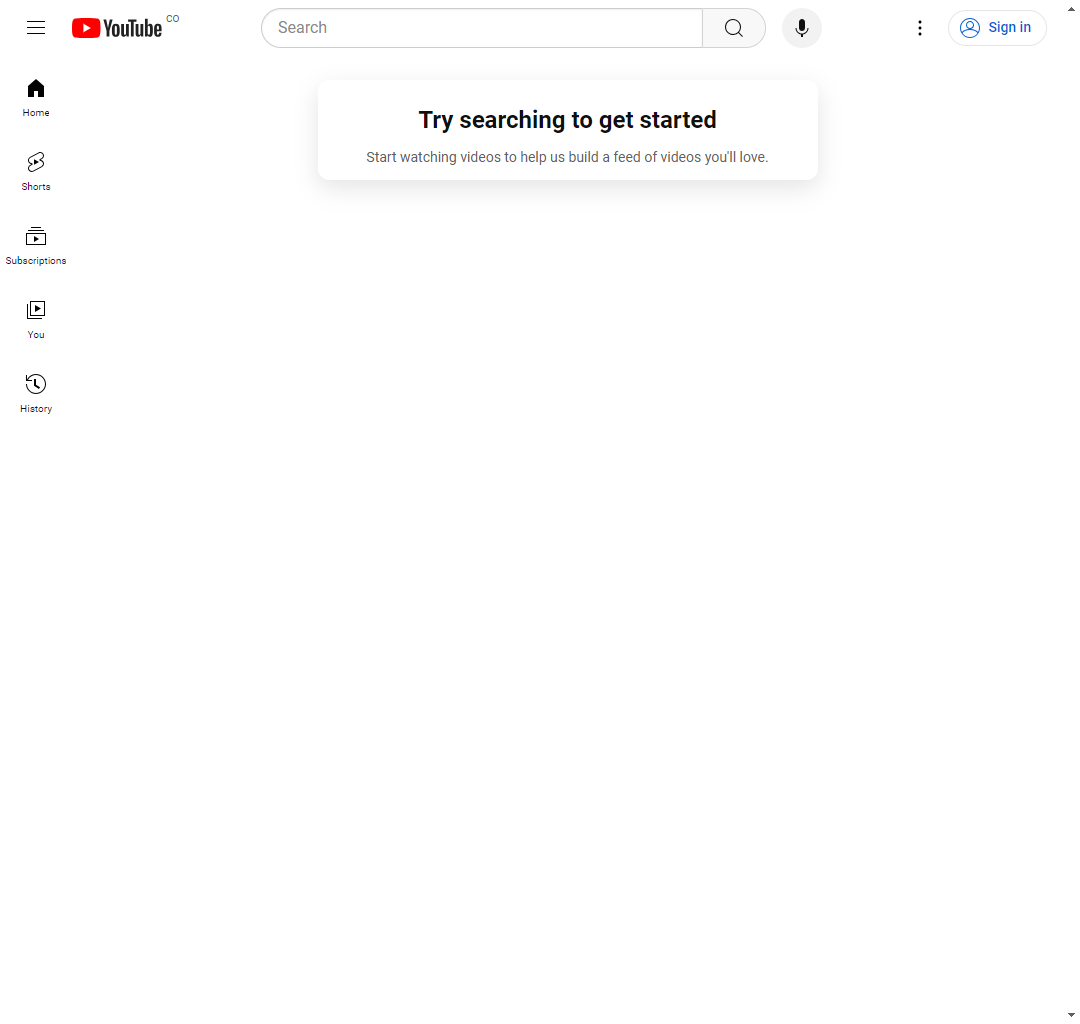 YouTube CO
Search
Sign in
Home
Shorts
Subscriptions
You
History
Try searching to get started
Start watching videos to help us build a feed of videos you'll love.